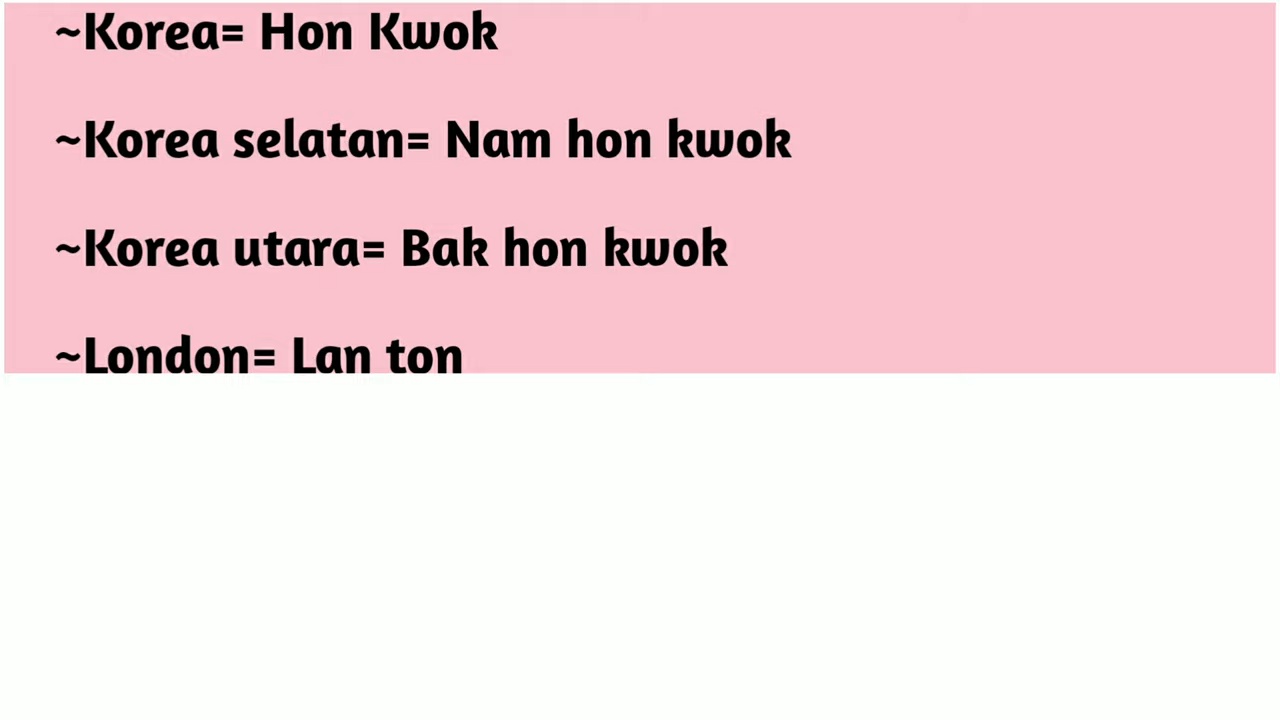 ~Korea= Hon Kwok
~Korea selatan= Nam hon kwok
~Korea utara= Bak hon kwok
~London= Lan ton